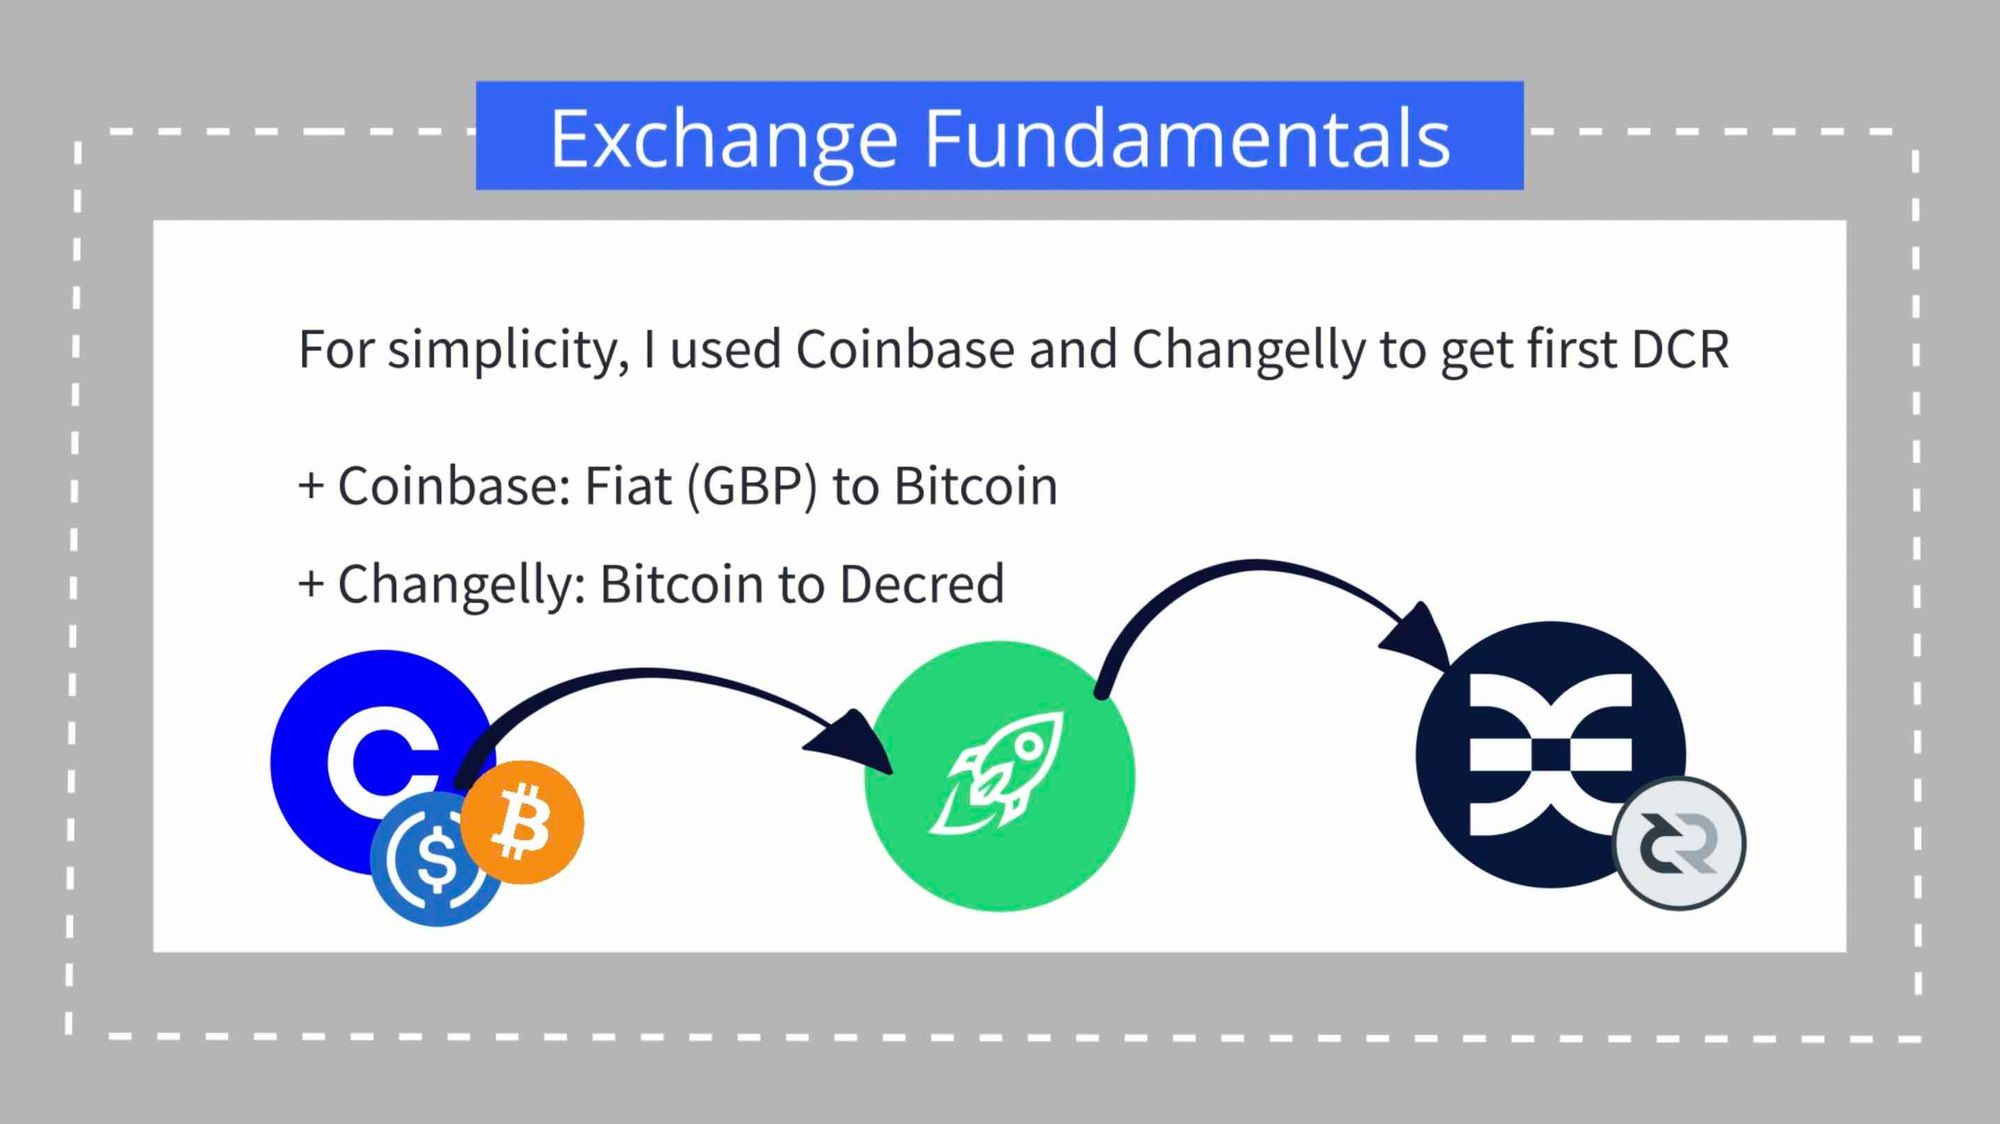 Exchange Fundamentals
For simplicity, I used Coinbase and Changelly to get first DCR
+ Coinbase: Fiat (GBP) to Bitcoin
+ Changelly: Bitcoin to Decred